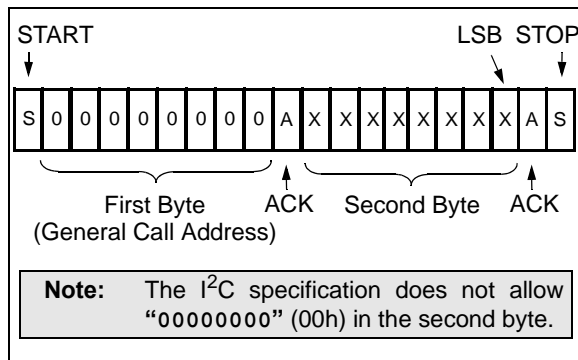 START LSB STOP
S 0 0 0 0 0 0 0 0 A X X X X X X X X A S
First Byte ACK Second Byte ACK
(General Call Address)
Note: The I2C specification does not allow
“00000000” (00h) in the second byte.